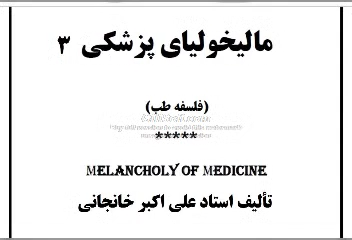 مالیخولیای پزشکی ۳
(فلسفه طب)
*****
MELANCHOLY OF MEDICINE
تألیف استاد علی اکبر خانجانی